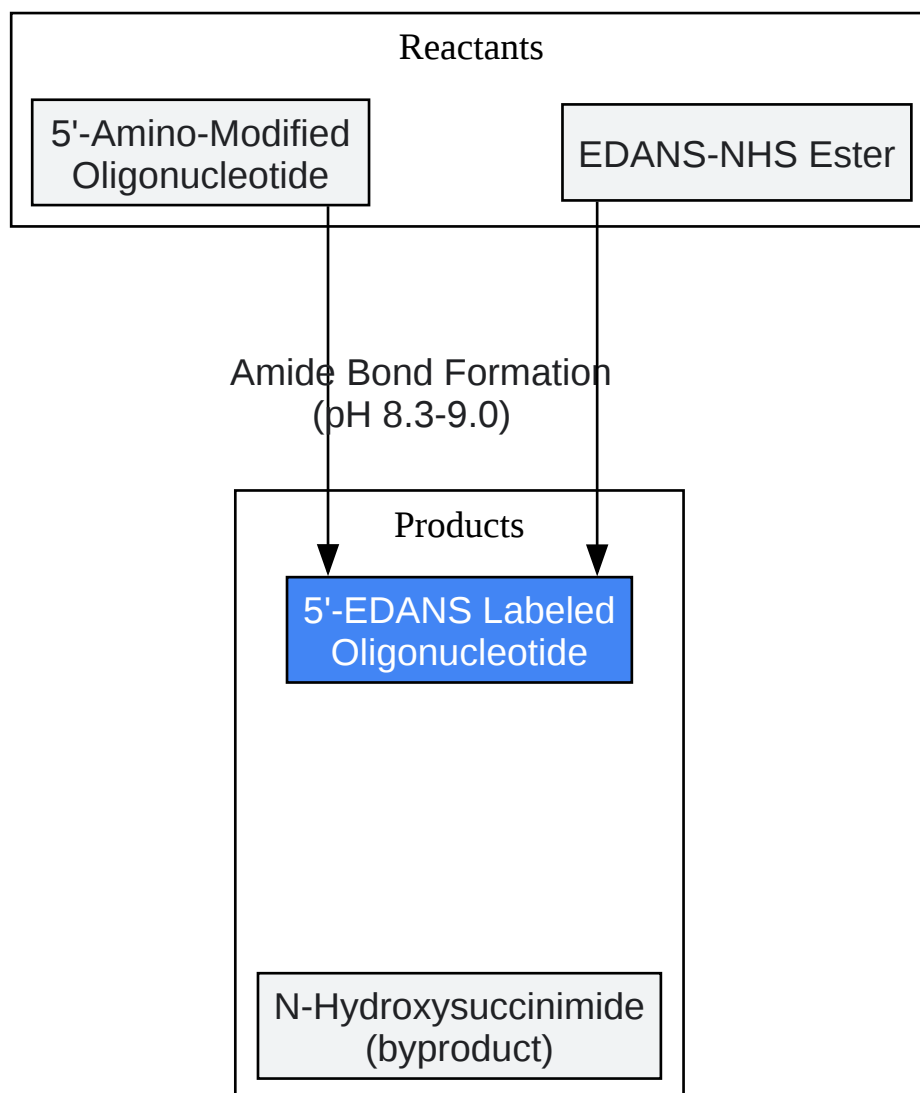 Reactants
5'-Amino-Modified
Oligonucleotide
EDANS-NHS Ester
Amide Bond Formation
(pH 8.3-9.0)
Products
5'-EDANS Labeled
Oligonucleotide
N-Hydroxysuccinimide
(byproduct)